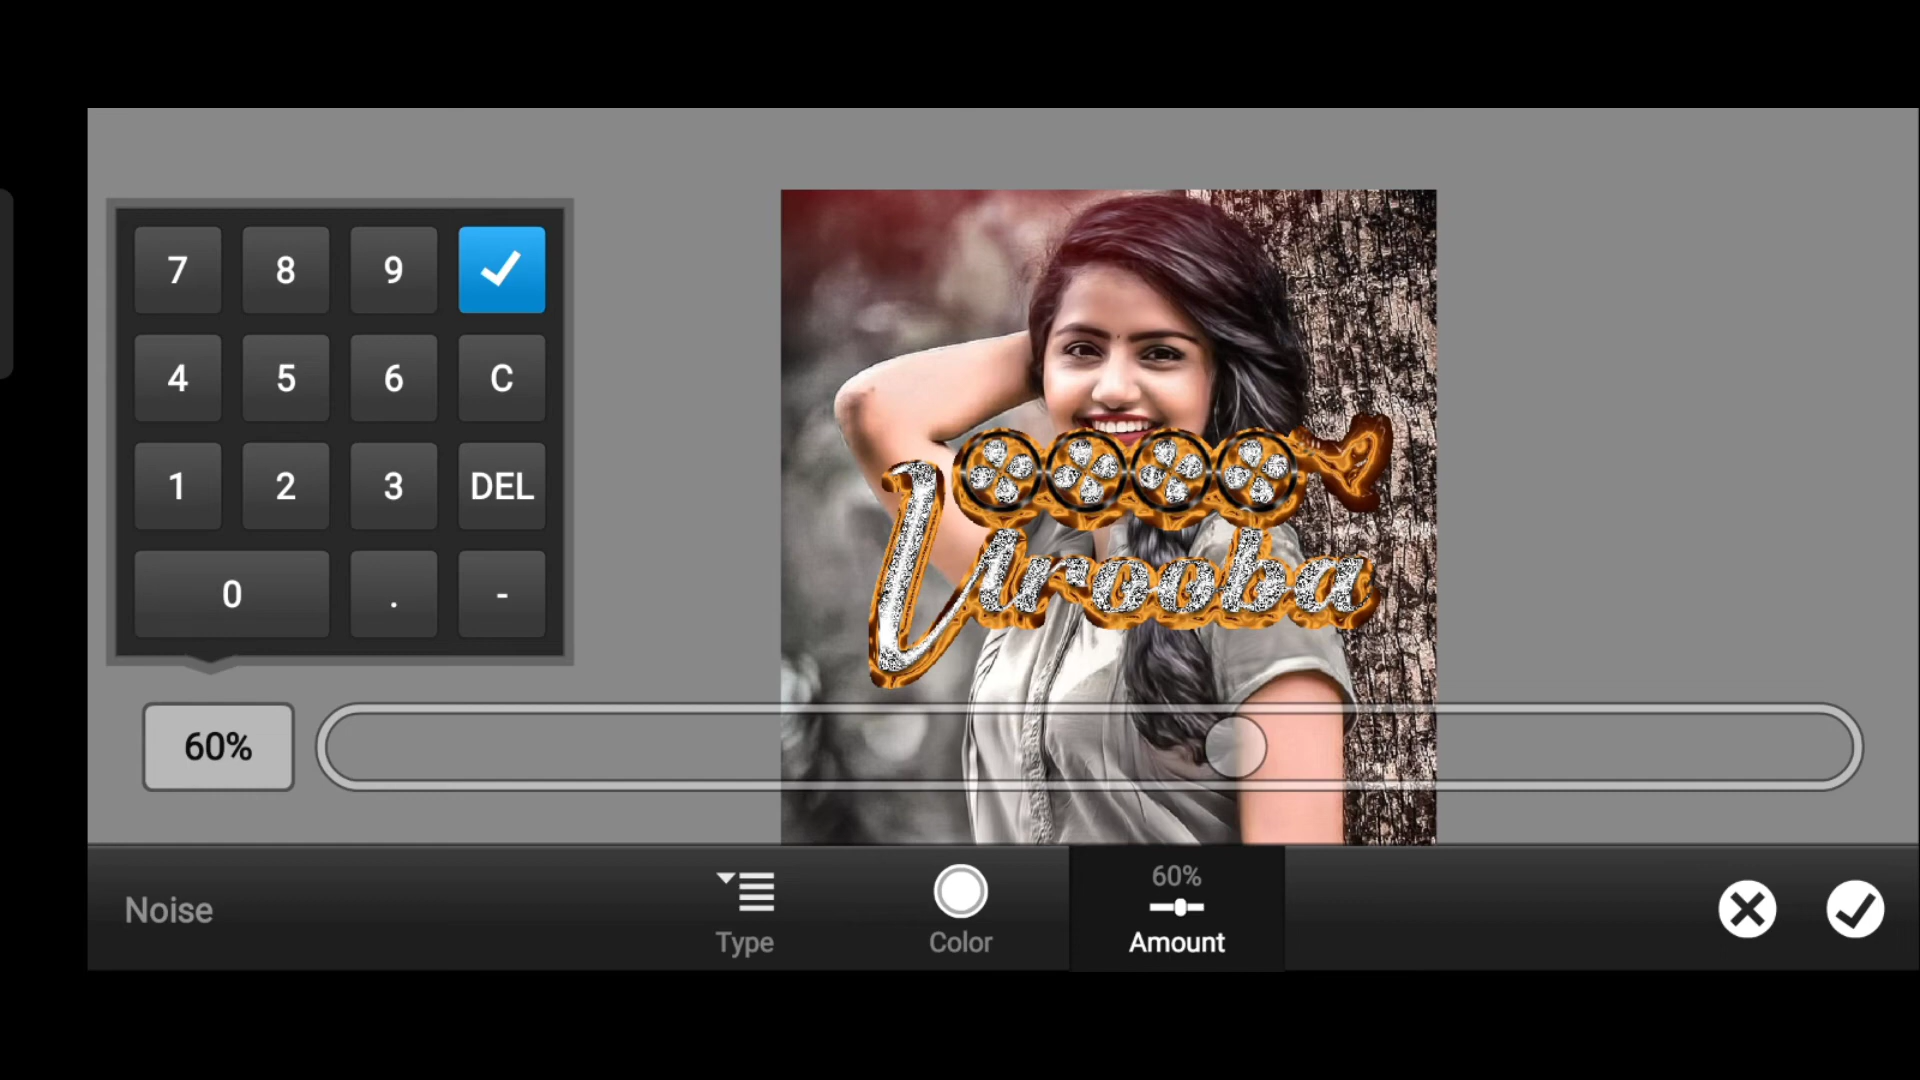 7 8 9
4 5 6 C
1 2 3 DEL
0 . -
Urooba
60%
60%
Noise Type Color Amount